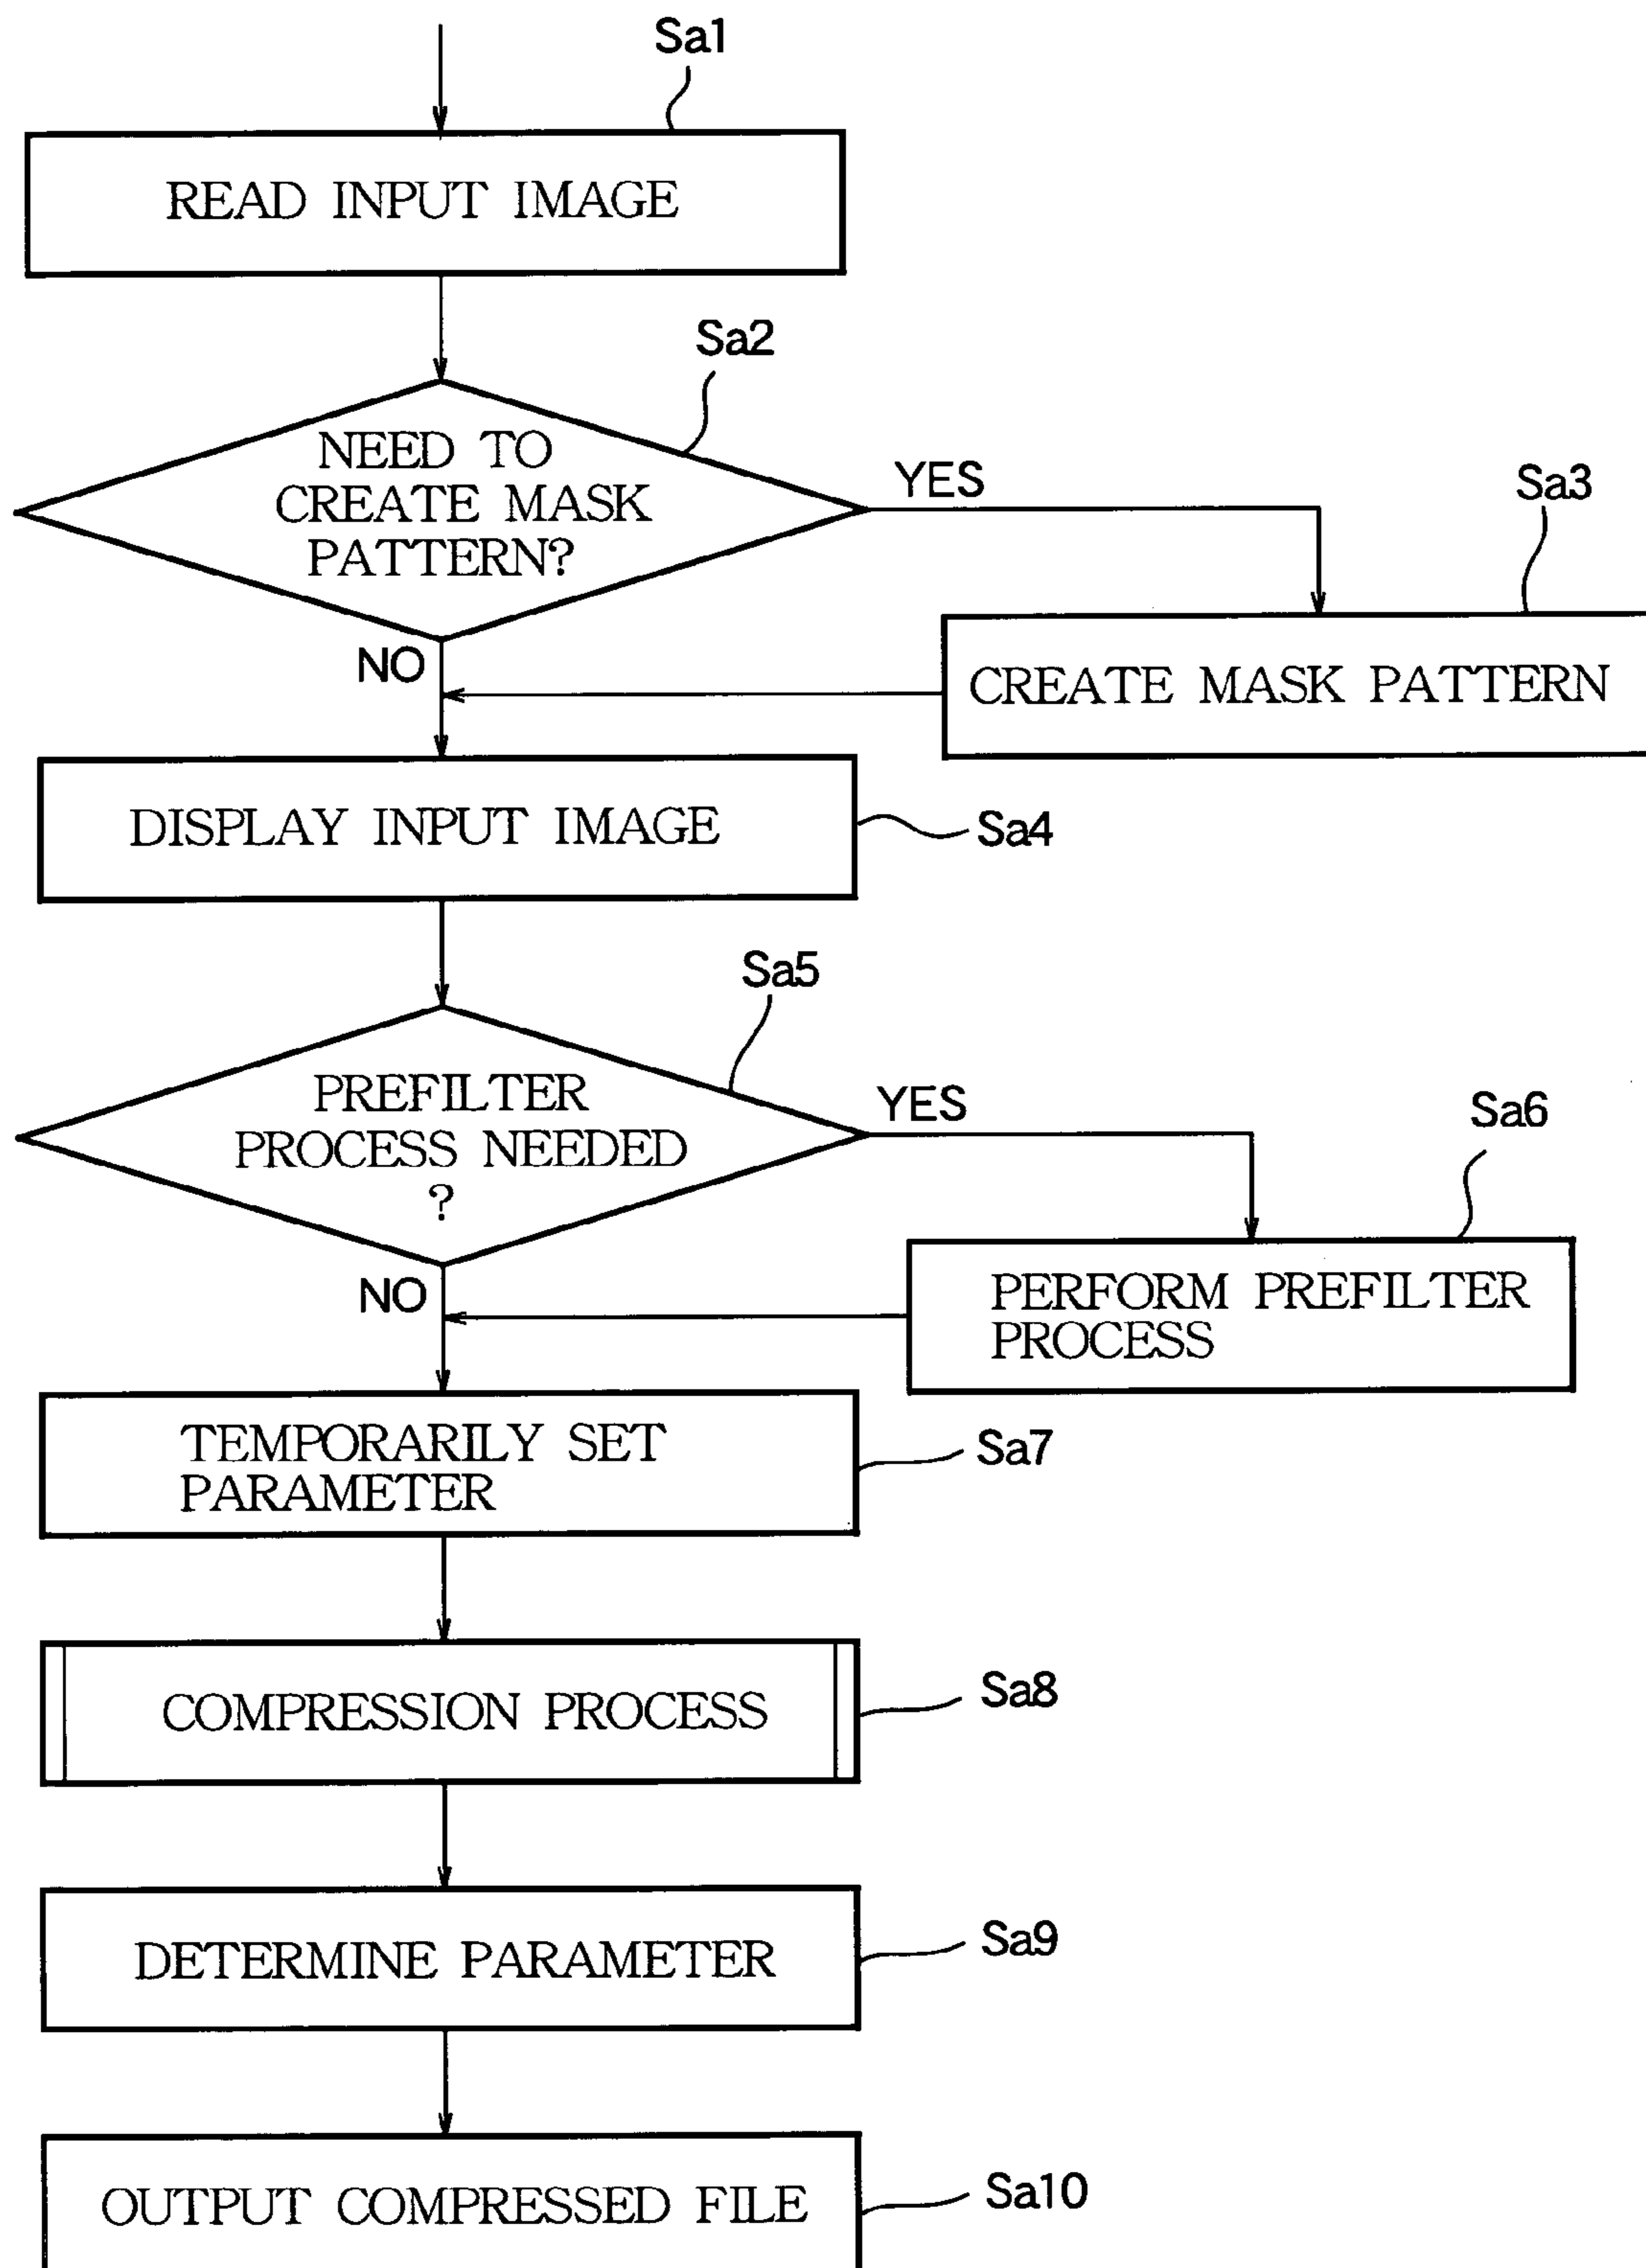 Sa1
READ INPUT IMAGE
Sa2
NEED TO
CREATE MASK
PATTERN?
YES
Sa3
NO
CREATE MASK PATTERN
DISPLAY INPUT IMAGE
Sa4
Sa5
PREFILTER
PROCESS NEEDED
?
YES
Sa6
NO
PERFORM PREFILTER
PROCESS
TEMPORARILY SET
PARAMETER
Sa7
COMPRESSION PROCESS
Sa8
DETERMINE PARAMETER
Sa9
OUTPUT COMPRESSED FILE
Sa10